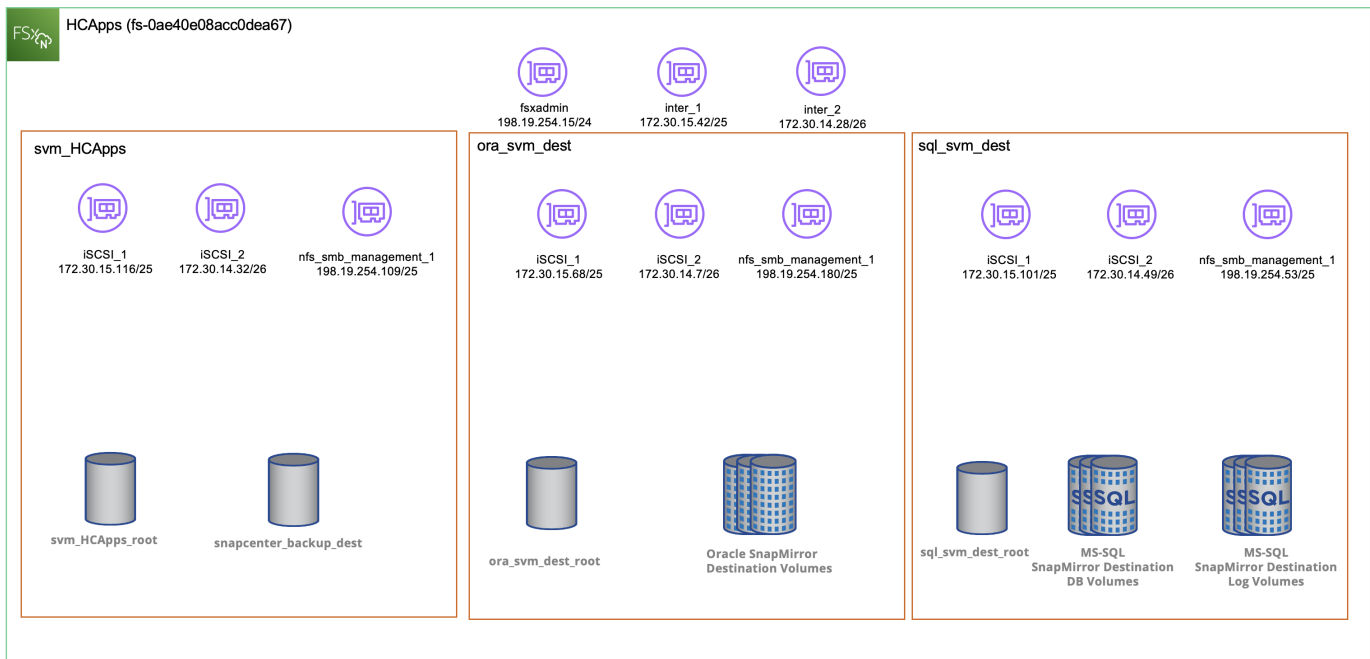 FSx
N
HCApps (fs-0ae40e08acc0dea67)
fsxadmin
198.19.254.15/24
inter_1
172.30.15.42/25
inter_2
172.30.14.28/26
svm_HCApps
iSCSI_1
172.30.15.116/25
iSCSI_2
172.30.14.32/26
nfs_smb_management_1
198.19.254.109/25
svm_HCApps_root
snapcenter_backup_dest
ora_svm_dest
iSCSI_1
172.30.15.68/25
iSCSI_2
172.30.14.7/26
nfs_smb_management_1
198.19.254.180/25
ora_svm_dest_root
Oracle SnapMirror
Destination Volumes
sql_svm_dest
iSCSI_1
172.30.15.101/25
iSCSI_2
172.30.14.49/26
nfs_smb_management_1
198.19.254.53/25
sql_svm_dest_root
S S SQL
MS-SQL
SnapMirror Destination
DB Volumes
S S SQL
MS-SQL
SnapMirror Destination
Log Volumes